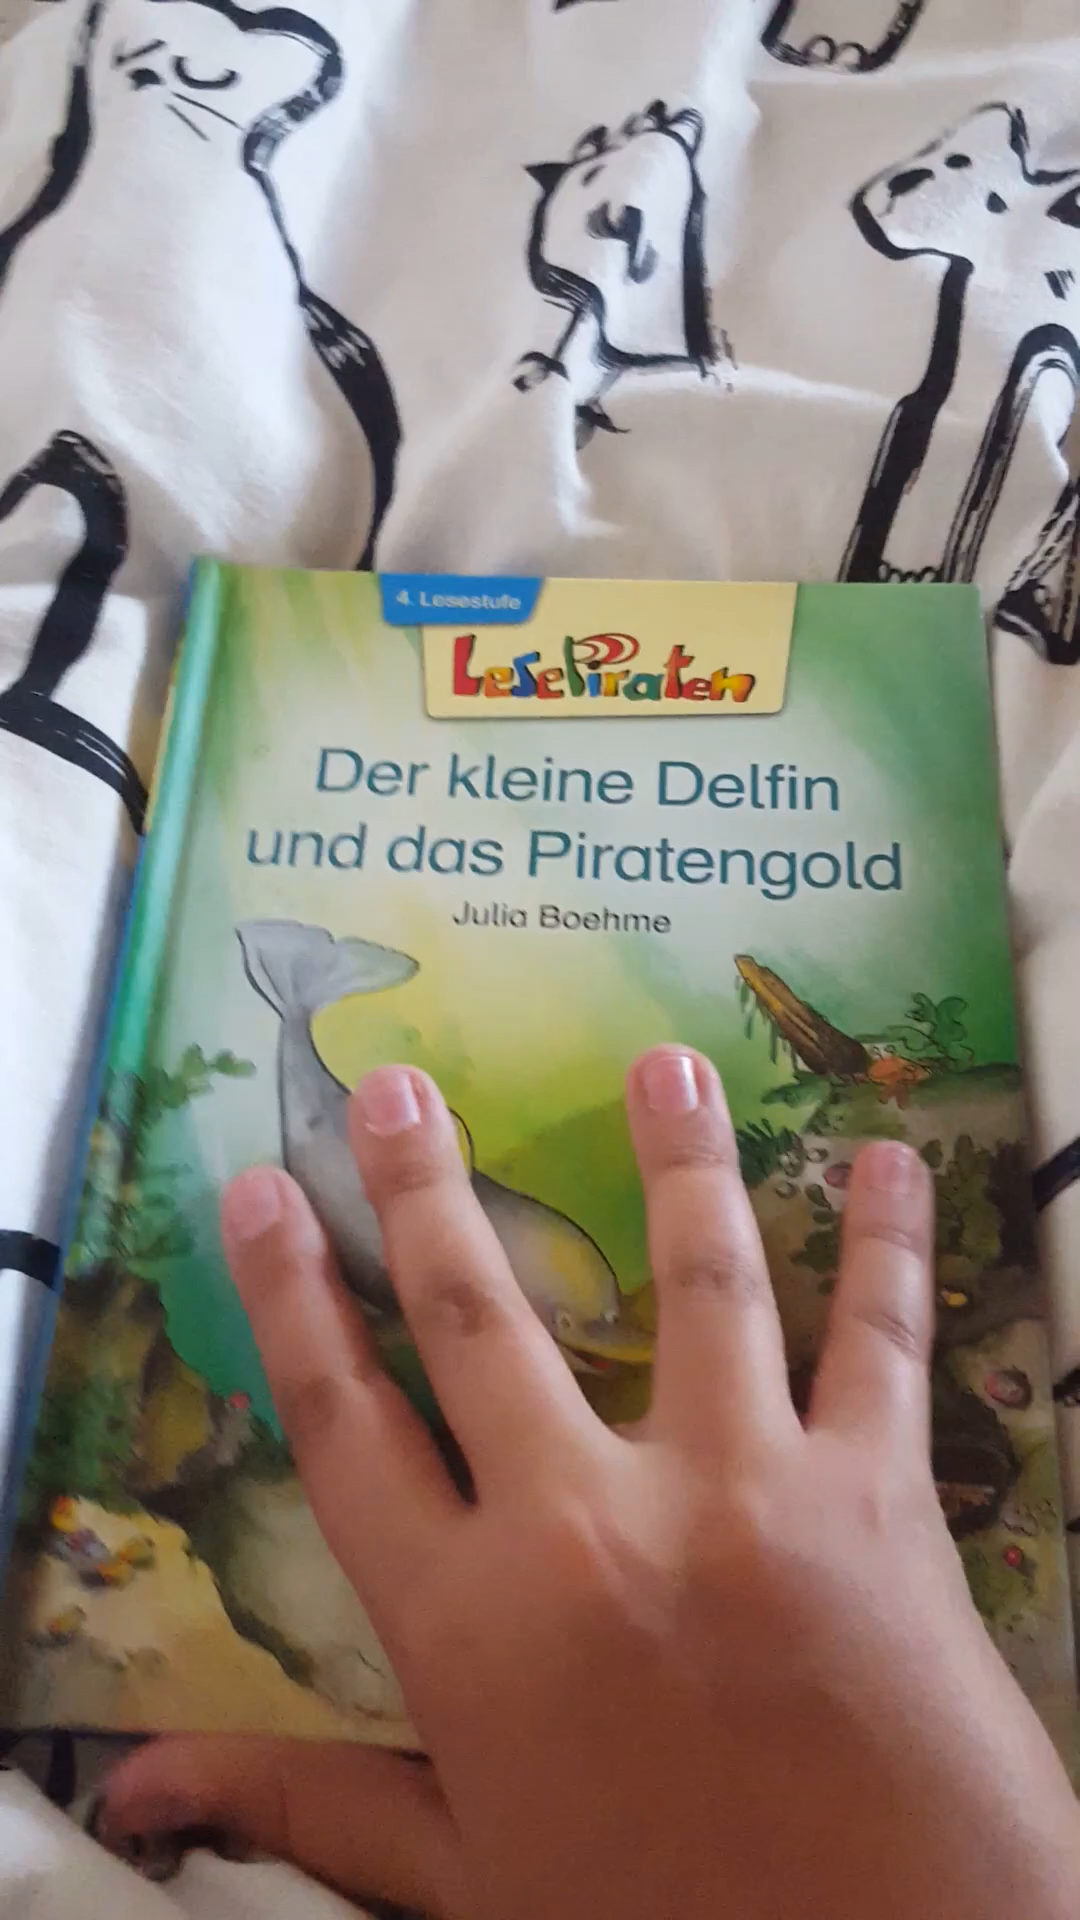 4. Lesestufe
LesePiraten
Der kleine Delfin
und das Piratengold
Julia Boehme